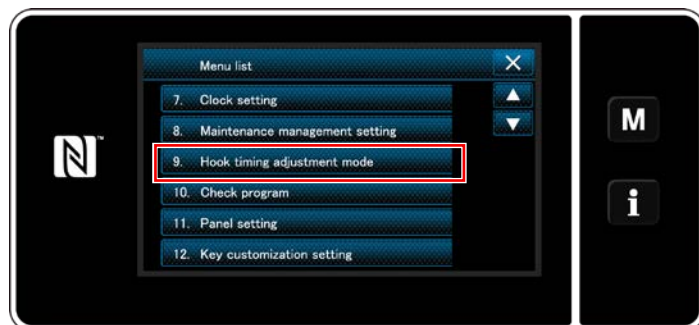 Menu list
7. Clock setting
8. Maintenance management setting
9. Hook timing adjustment mode
10. Check program
11. Panel setting
12. Key customization setting
M
i